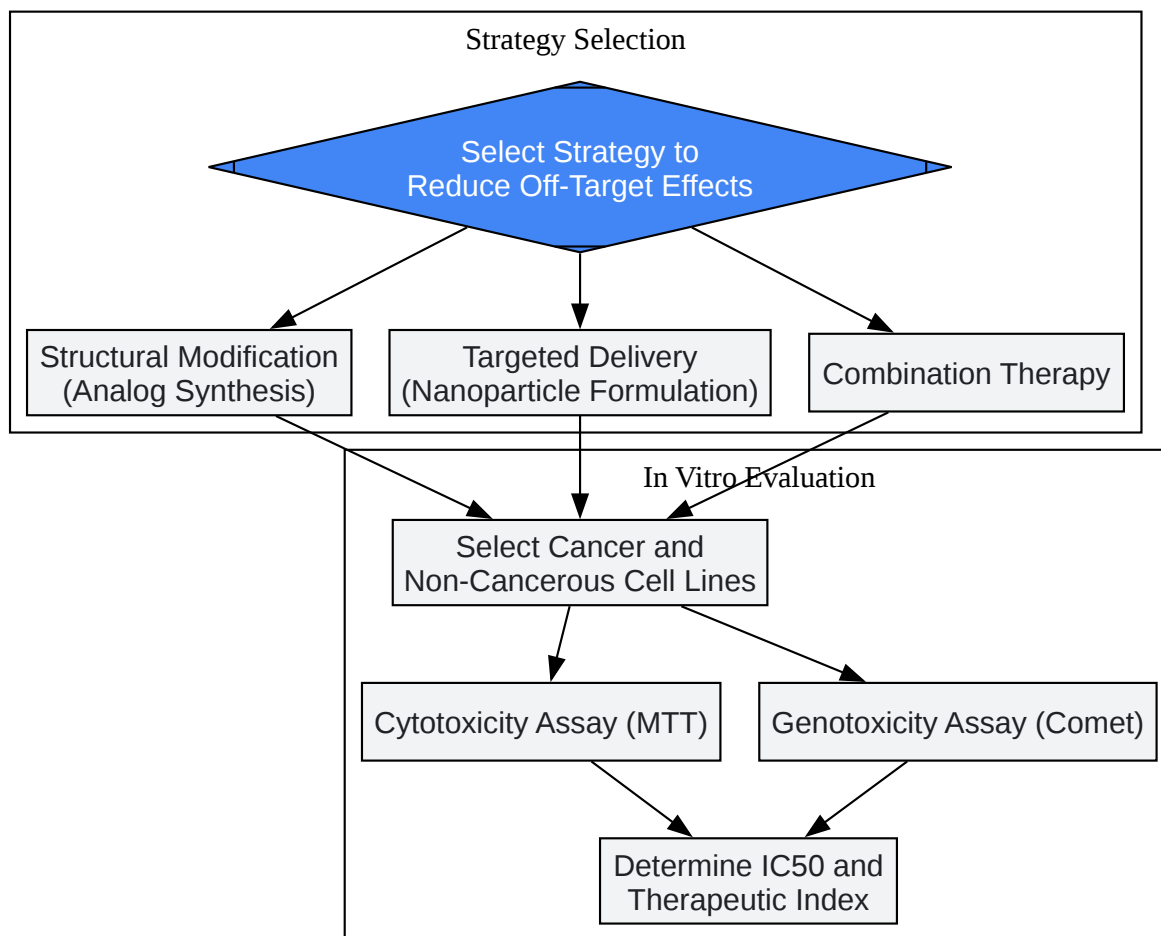 Strategy Selection
Select Strategy to
Reduce Off-Target Effects
Structural Modification
(Analog Synthesis)
Targeted Delivery
(Nanoparticle Formulation)
Combination Therapy
In Vitro Evaluation
Select Cancer and
Non-Cancerous Cell Lines
Cytotoxicity Assay (MTT)
Genotoxicity Assay (Comet)
Determine IC50 and
Therapeutic Index